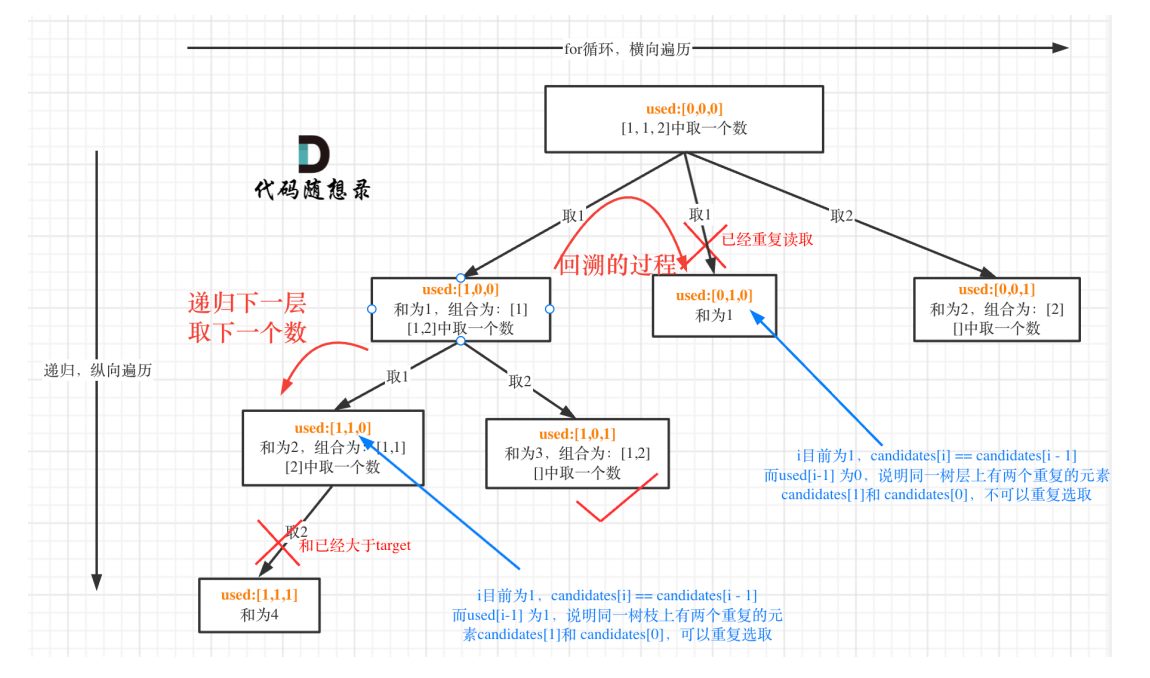 for循环，横向遍历
used:[0,0,0]
[1, 1, 2]中取一个数
代码随想录
取1
取1
取2
已经重复读取
回溯的过程
used:[1,0,0]
和为1，组合为：[1]
[1,2]中取一个数
used:[0,1,0]
和为1
used:[0,0,1]
和为2，组合为：[2]
[]中取一个数
递归下一层
取下一个数
递归，纵向遍历
取1
取2
used:[1,1,0]
和为2，组合为：[1,1]
[2]中取一个数
used:[1,0,1]
和为3，组合为：[1,2]
[]中取一个数
i目前为1，candidates[i] == candidates[i - 1]
而used[i-1] 为0，说明同一树层上有两个重复的元素
candidates[1]和 candidates[0]，不可以重复选取
取2
和已经大于target
used:[1,1,1]
和为4
i目前为1，candidates[i] == candidates[i - 1]
而used[i-1] 为1，说明同一树枝上有两个重复的元
素candidates[1]和 candidates[0]，可以重复选取